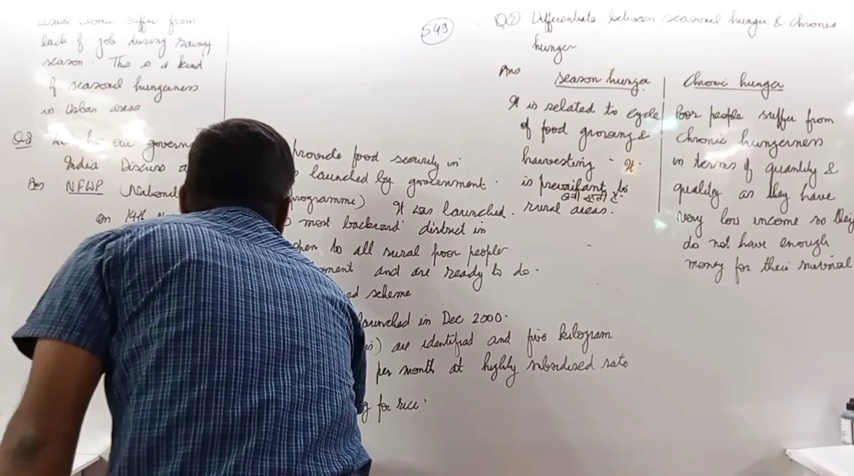 suffer from
lack of job during rainy
season. This is a kind
of seasonal hungerness
in urban areas
Q.3 govern provide food security in
India Discuss launched by government.
Ans NFWP National programme) It was launched
on 14th most backward district in
to all rural poor people
and are ready to do.
scheme
launched in Dec 2000.
are identified and five kilogram
per month at highly subsidised rate
for rice.
549
Q Differentiate between seasonal hunger & chronic
hunger
Ans
season hunger
It is related to cycle
of food growing &
harvesting. It
is prevailant in
rural areas.
Chronic hunger
Poor people suffer from
chronic hungerness
in terms of quantity &
quality as they have
very low income so they
do not have enough
money for their survival